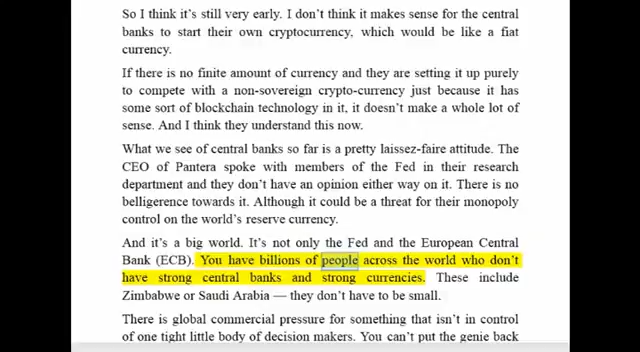 So I think it's still very early. I don't think it makes sense for the central
banks to start their own cryptocurrency, which would be like a fiat
currency.
If there is no finite amount of currency and they are setting it up purely
to compete with a non-sovereign crypto-currency just because it has
some sort of blockchain technology in it, it doesn't make a whole lot of
sense. And I think they understand this now.
What we see of central banks so far is a pretty laissez-faire attitude. The
CEO of Pantera spoke with members of the Fed in their research
department and they don't have an opinion either way on it. There is no
belligerence towards it. Although it could be a threat for their monopoly
control on the world's reserve currency.
And it's a big world. It's not only the Fed and the European Central
Bank (ECB). You have billions of people across the world who don't
have strong central banks and strong currencies. These include
Zimbabwe or Saudi Arabia — they don't have to be small.
There is global commercial pressure for something that isn't in control
of one tight little body of decision makers. You can't put the genie back